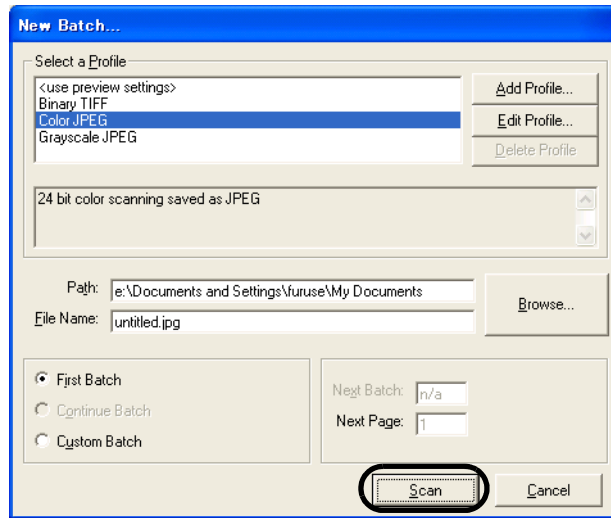 New Batch...
Select a Profile
<use preview settings>
Binary TIFF
Color JPEG
Grayscale JPEG
Add Profile...
Edit Profile...
Delete Profile
24 bit color scanning saved as JPEG
Path: e:\Documents and Settings\furuse\My Documents
File Name: untitled.jpg
Browse...
First Batch
Continue Batch
Custom Batch
Next Batch: n/a
Next Page: 1
Scan
Cancel